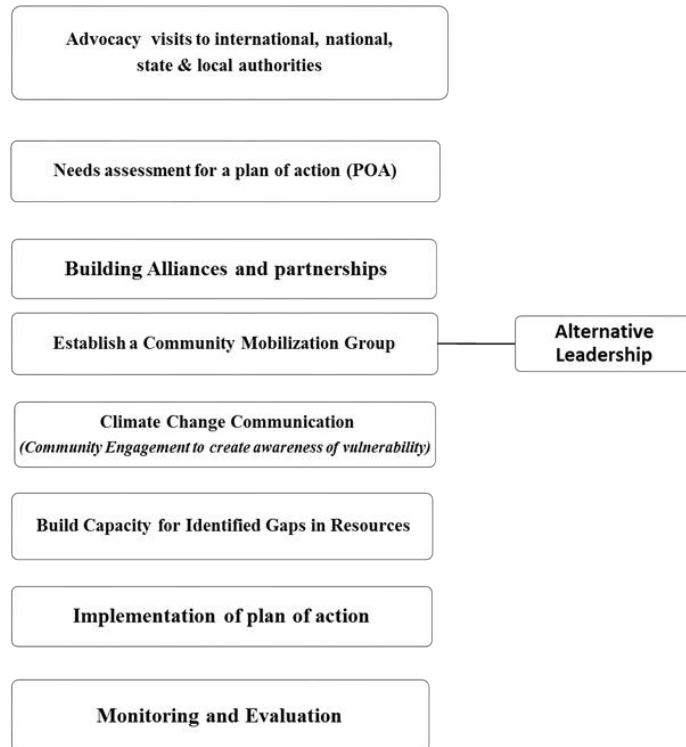 Advocacy visits to international, national,
state & local authorities
Needs assessment for a plan of action (POA)
Building Alliances and partnerships
Establish a Community Mobilization Group
Alternative
Leadership
Climate Change Communication
(Community Engagement to create awareness of vulnerability)
Build Capacity for Identified Gaps in Resources
Implementation of plan of action
Monitoring and Evaluation